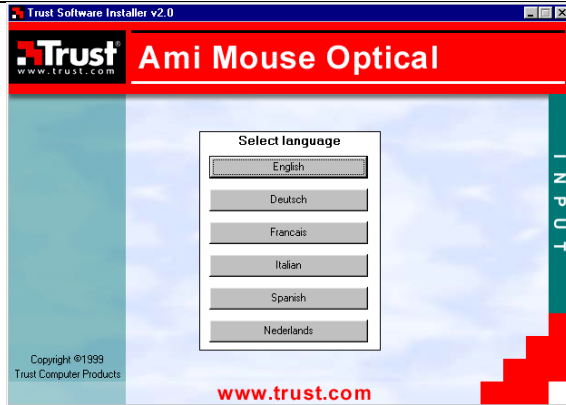 Trust Software Installer v2.0
Trust®
www.trust.com
Ami Mouse Optical
Select language
English
Deutsch
Francais
Italian
Spanish
Nederlands
INPUT
Copyright ©1999
Trust Computer Products
www.trust.com